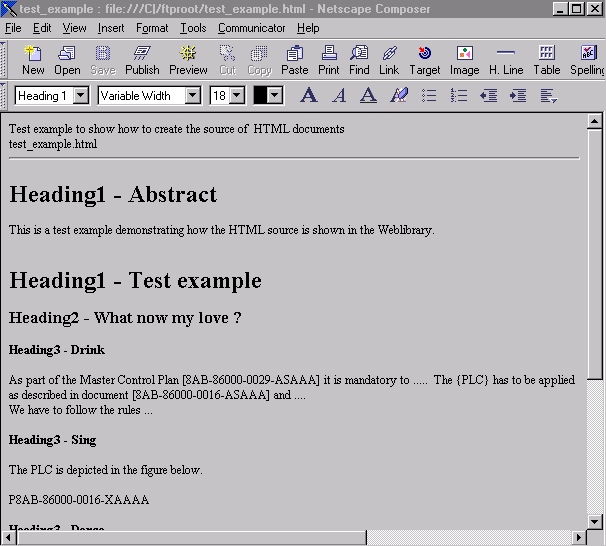 test_example : file:///C|/ftproot/test_example.html - Netscape Composer
File Edit View Insert Format Tools Communicator Help
New Open Save Publish Preview Cut Copy Paste Print Find Link Target Image H. Line Table Spelling
Heading 1 Variable Width 18 A A A
Test example to show how to create the source of HTML documents
test_example.html
Heading1 - Abstract
This is a test example demonstrating how the HTML source is shown in the Weblibrary.
Heading1 - Test example
Heading2 - What now my love ?
Heading3 - Drink
As part of the Master Control Plan [8AB-86000-0029-ASAAA] it is mandatory to ..... The {PLC} has to be applied
as described in document [8AB-86000-0016-ASAAA] and ....
We have to follow the rules ...
Heading3 - Sing
The PLC is depicted in the figure below.
P8AB-86000-0016-XAAAA
Heading3 - Dance